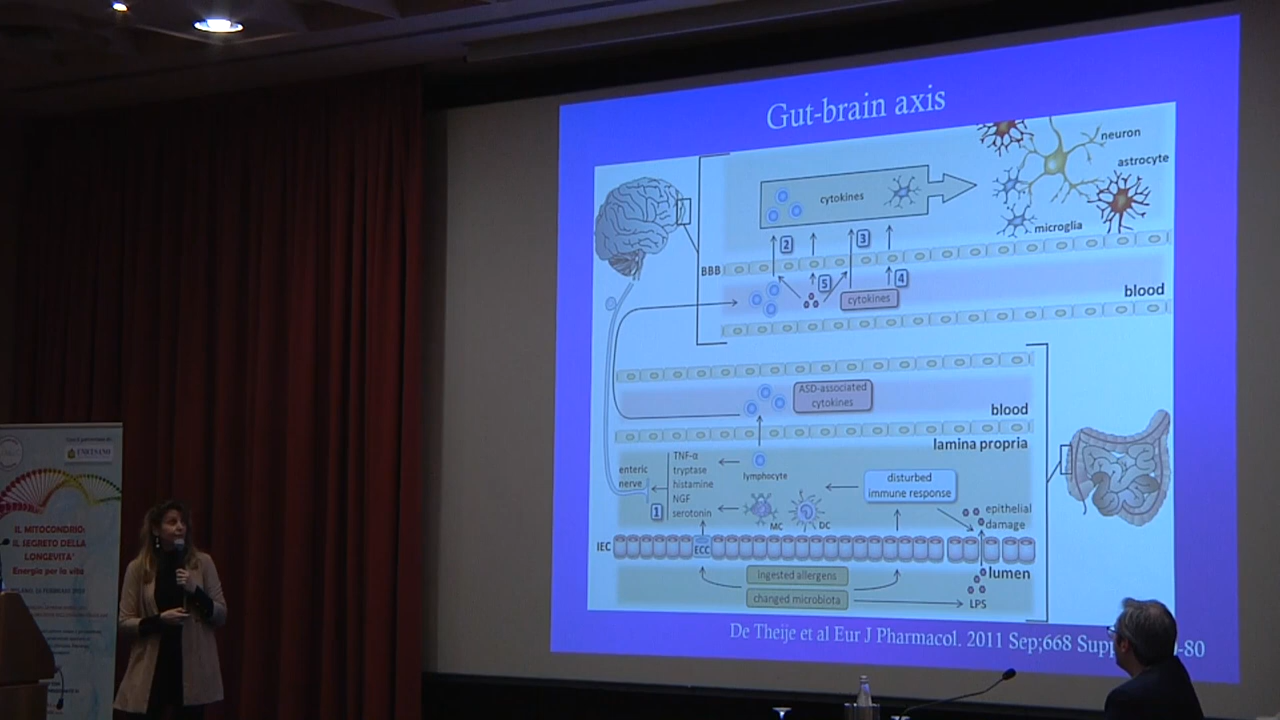 Gut-brain axis
neuron
astrocyte
cytokines
microglia
2
3
BBB
5
4
cytokines
blood
ASD-associated
cytokines
blood
lamina propria
enteric
nerve
TNF-α
tryptase
histamine
NGF
serotonin
lymphocyte
disturbed
immune response
1
MC
DC
epithelial
damage
IEC
ECC
lumen
ingested allergens
changed microbiota
LPS
De Theije et al Eur J Pharmacol. 2011 Sep;668 Supp
-80
IL MITOCONDRIO:
IL SEGRETO DELLA
LONGEVITA'
Energia per la vita